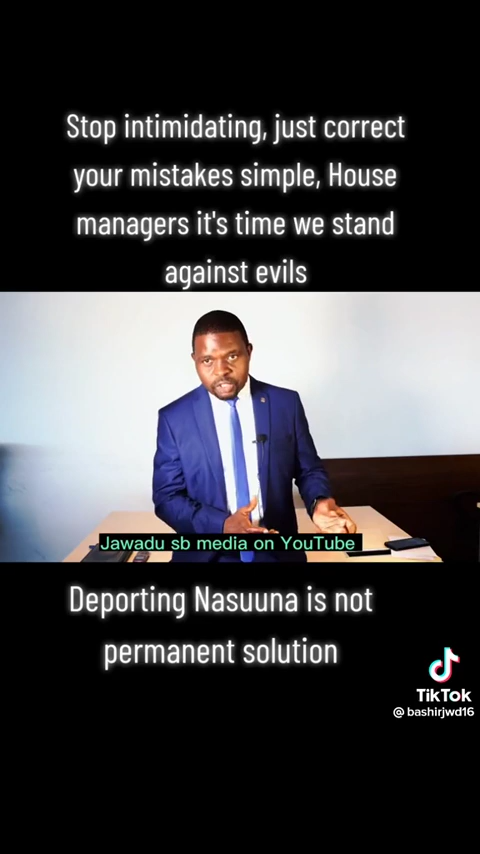 Stop intimidating, just correct
your mistakes simple, House
managers it's time we stand
against evils
Jawadu sb media on YouTube
Deporting Nasuuna is not
permanent solution
TikTok
@ bashirjwd16